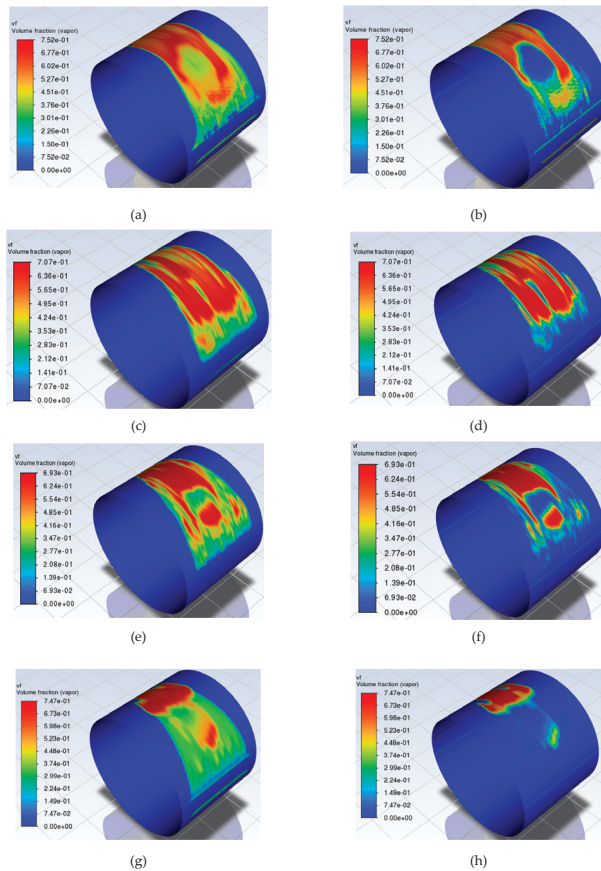 vf
Volume fraction (vapor)
7.52e-01
6.77e-01
6.02e-01
5.27e-01
4.51e-01
3.76e-01
3.01e-01
2.26e-01
1.50e-01
7.52e-02
0.00e+00
(a)
vf
Volume fraction (vapor)
7.52e-01
6.77e-01
6.02e-01
5.27e-01
4.51e-01
3.76e-01
3.01e-01
2.26e-01
1.50e-01
7.52e-02
0.00e+00
(b)
vf
Volume fraction (vapor)
7.07e-01
6.36e-01
5.65e-01
4.95e-01
4.24e-01
3.53e-01
2.83e-01
2.12e-01
1.41e-01
7.07e-02
0.00e+00
(c)
vf
Volume fraction (vapor)
7.07e-01
6.36e-01
5.65e-01
4.95e-01
4.24e-01
3.53e-01
2.83e-01
2.12e-01
1.41e-01
7.07e-02
0.00e+00
(d)
vf
Volume fraction (vapor)
6.93e-01
6.24e-01
5.54e-01
4.85e-01
4.16e-01
3.47e-01
2.77e-01
2.08e-01
1.39e-01
6.93e-02
0.00e+00
(e)
vf
Volume fraction (vapor)
6.93e-01
6.24e-01
5.54e-01
4.85e-01
4.16e-01
3.47e-01
2.77e-01
2.08e-01
1.39e-01
6.93e-02
0.00e+00
(f)
vf
Volume fraction (vapor)
7.47e-01
6.73e-01
5.98e-01
5.23e-01
4.48e-01
3.74e-01
2.99e-01
2.24e-01
1.49e-01
7.47e-02
0.00e+00
(g)
vf
Volume fraction (vapor)
7.47e-01
6.73e-01
5.98e-01
5.23e-01
4.48e-01
3.74e-01
2.99e-01
2.24e-01
1.49e-01
7.47e-02
0.00e+00
(h)